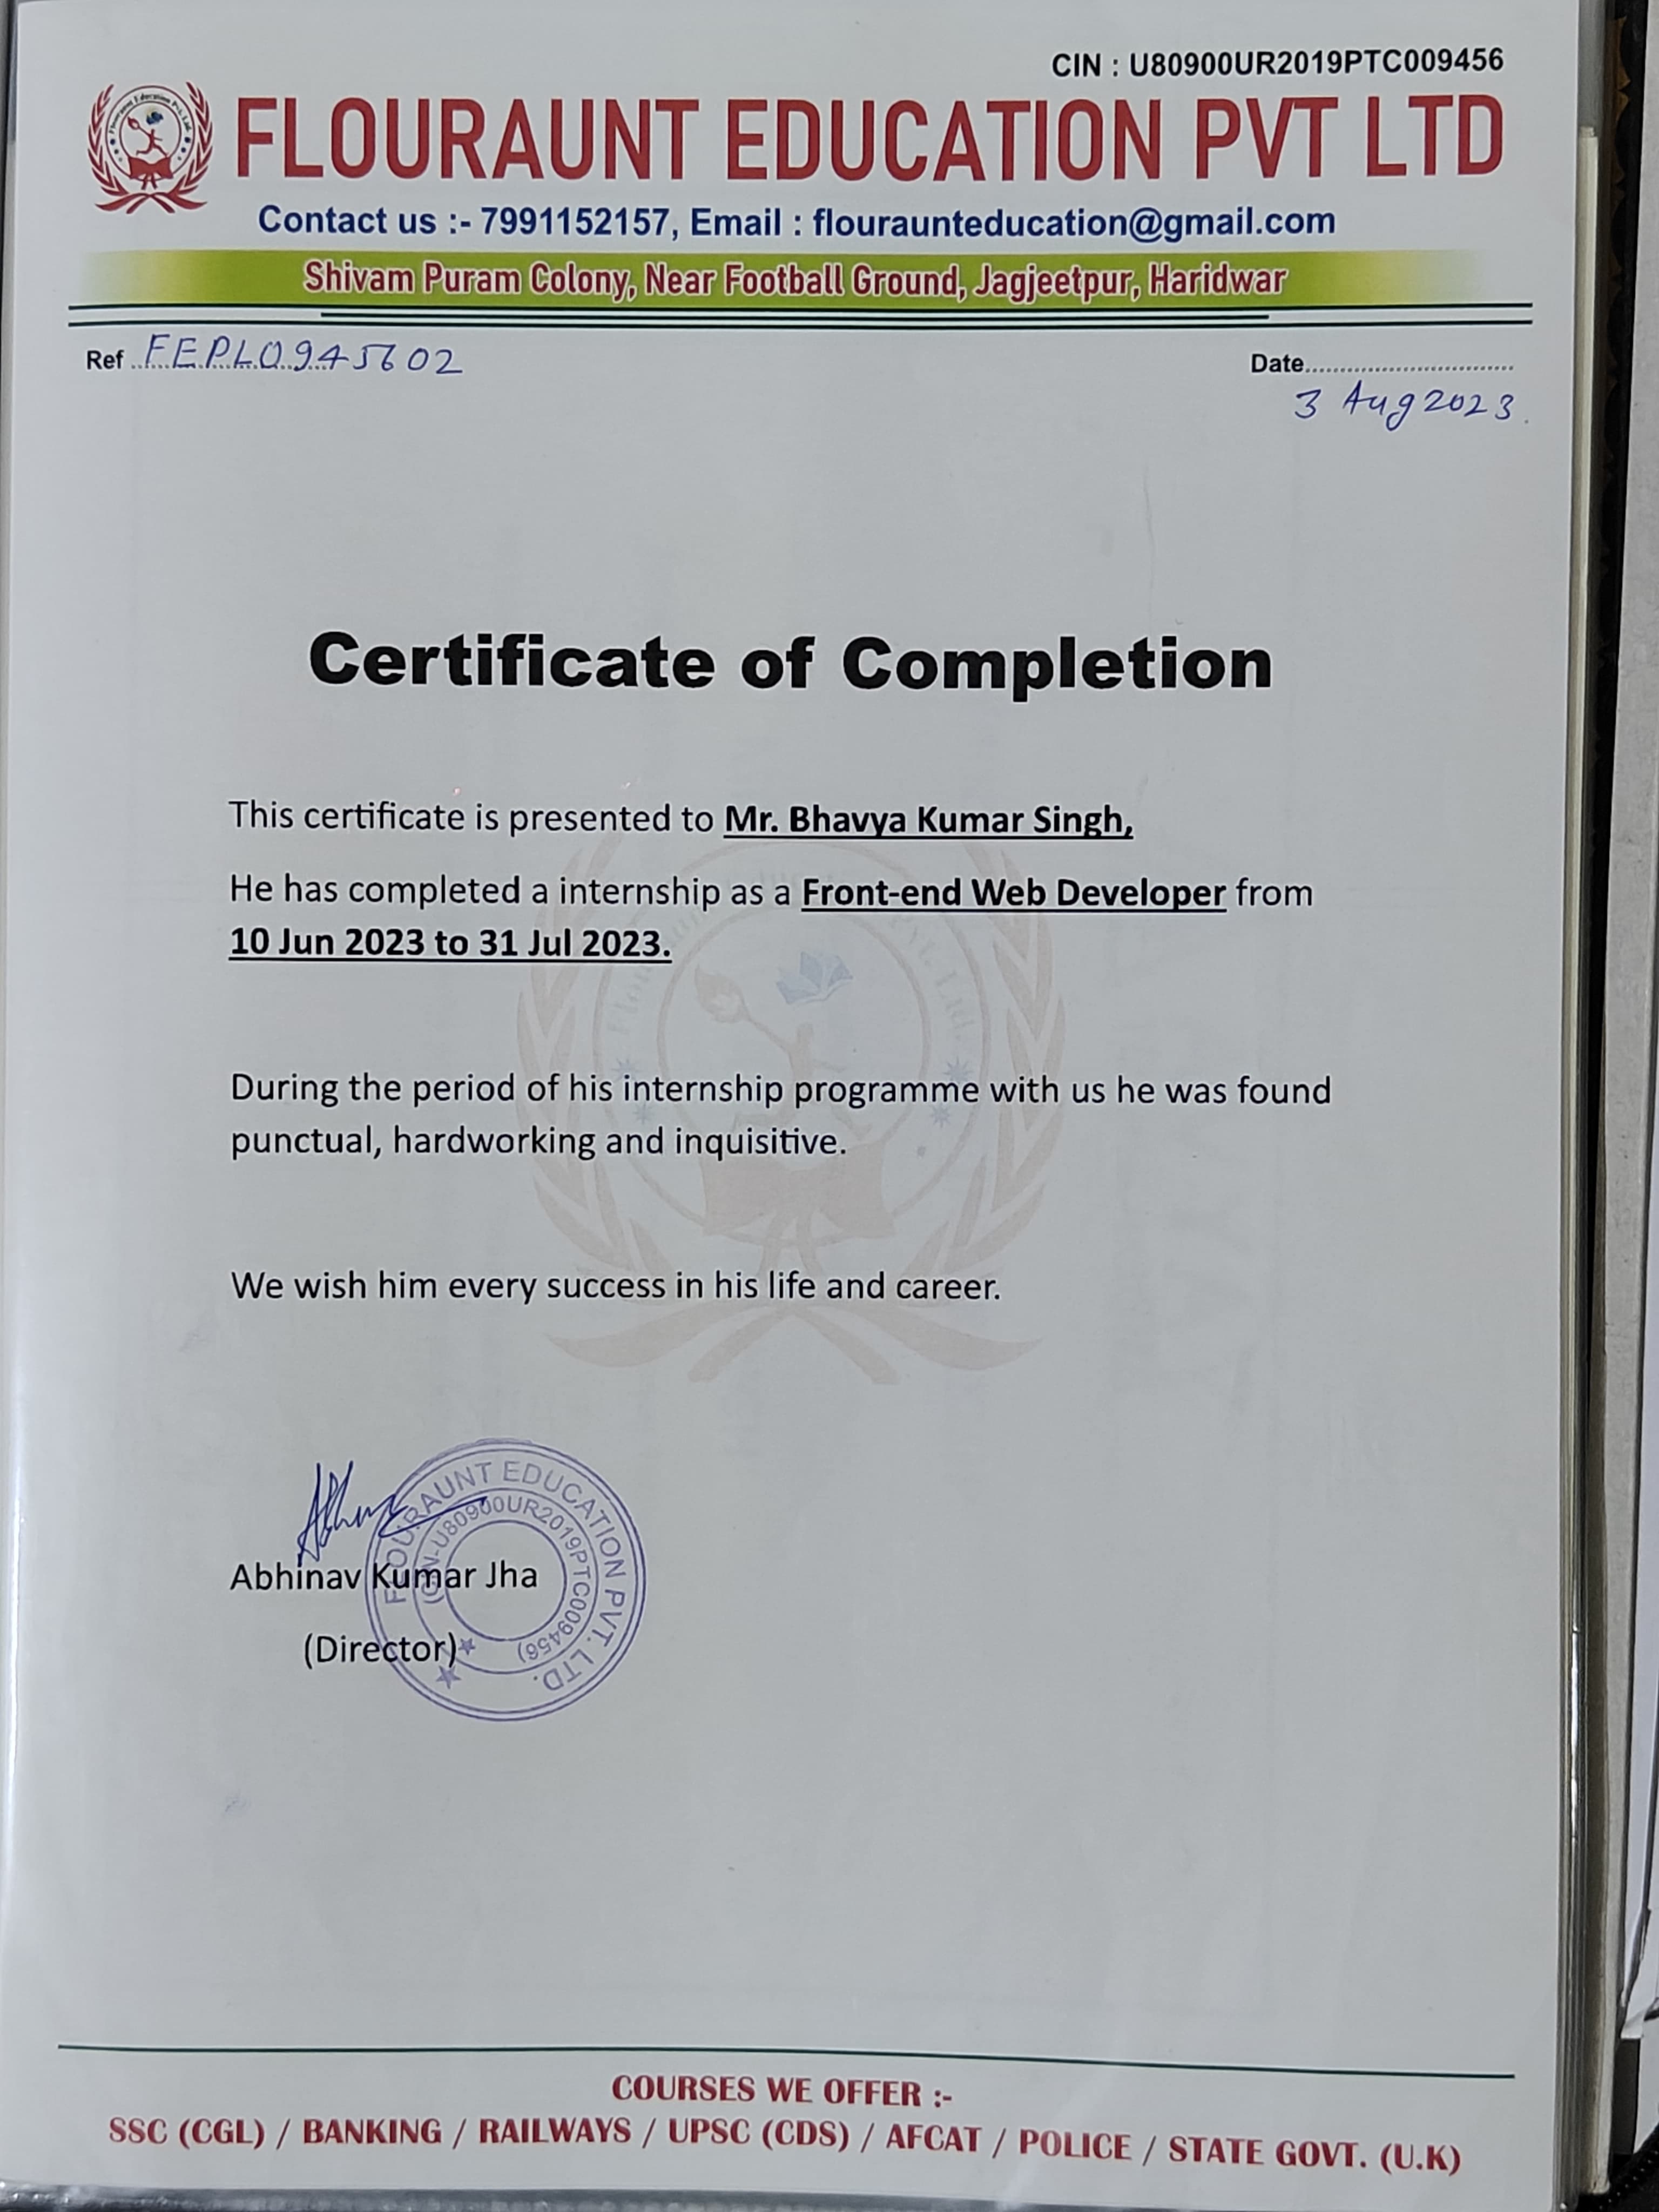 CIN : U80900UR2019PTC009456
FLOURAUNT EDUCATION PVT LTD
Contact us :- 7991152157, Email : flouraunteducation@gmail.com
Shivam Puram Colony, Near Football Ground, Jagjeetpur, Haridwar
Ref FEPL0945602
Date..............................
3 Aug 2023.
Certificate of Completion
This certificate is presented to Mr. Bhavya Kumar Singh,
He has completed a internship as a Front-end Web Developer from
10 Jun 2023 to 31 Jul 2023.
During the period of his internship programme with us he was found
punctual, hardworking and inquisitive.
We wish him every success in his life and career.
FLOURAUNT EDUCATION PVT. LTD.
(CIN-U80900UR2019PTC009456)
Abhinav Kumar Jha
(Director)
COURSES WE OFFER :-
SSC (CGL) / BANKING / RAILWAYS / UPSC (CDS) / AFCAT / POLICE / STATE GOVT. (U.K)